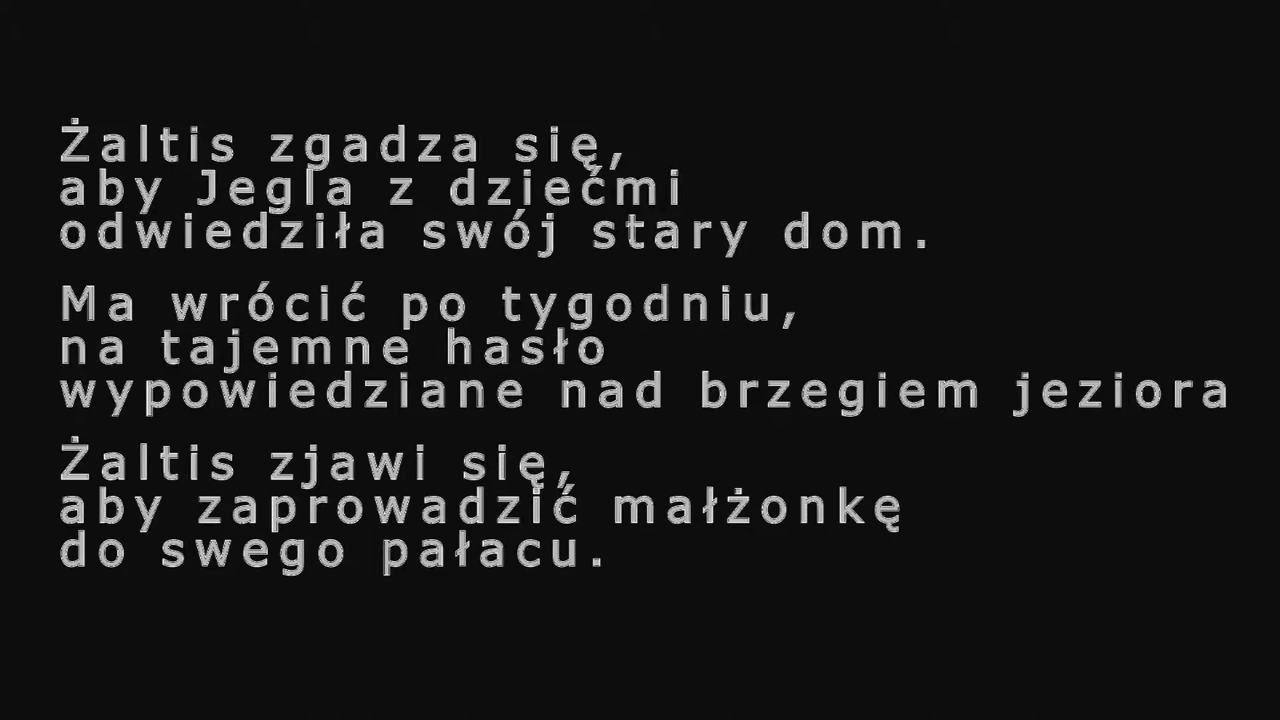 Żaltis zgadza się,
aby Jegla z dziećmi
odwiedziła swój stary dom.
Ma wrócić po tygodniu,
na tajemne hasło
wypowiedziane nad brzegiem jeziora
Żaltis zjawi się,
aby zaprowadzić małżonkę
do swego pałacu.